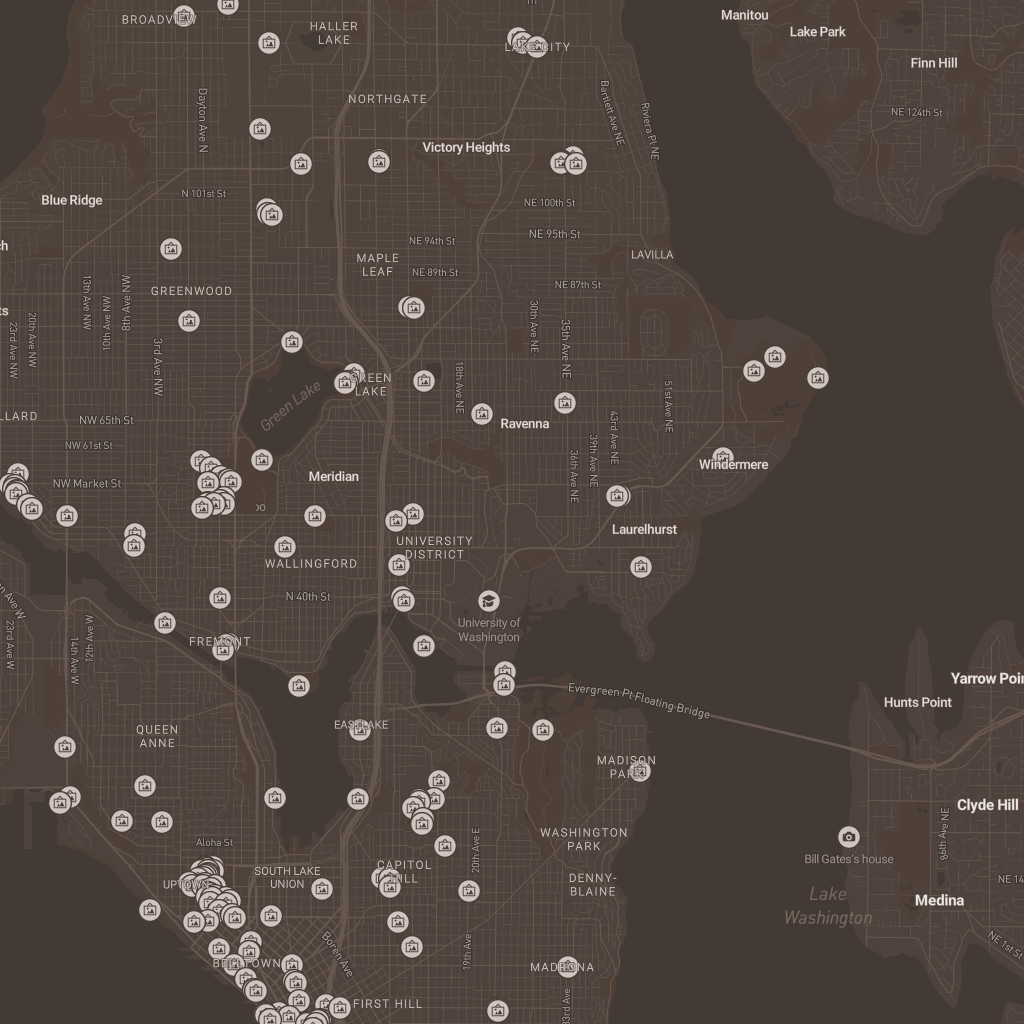 Manitou
BROADVIEW
HALLER
LAKE
Lake Park
LAKE CITY
Finn Hill
NORTHGATE
Dayton Ave N
Bartlett Ave NE
Riviera Pl NE
NE 124th St
Victory Heights
Blue Ridge
N 101st St
NE 100th St
NE 95th St
NE 94th St
LAVILLA
MAPLE
LEAF
NE 89th St
NE 87th St
GREENWOOD
13th Ave NW
10th Ave NW
8th Ave NW
20th Ave NW
23rd Ave NW
3rd Ave NW
30th Ave NE
35th Ave NE
Green Lake
GREEN
LAKE
18th Ave NE
51st Ave NE
LLARD
NW 65th St
Ravenna
43rd Ave NE
39th Ave NE
36th Ave NE
NW 61st St
Windermere
Meridian
NW Market St
Laurelhurst
UNIVERSITY
DISTRICT
WALLINGFORD
N 40th St
University of
Washington
23rd Ave W
14th Ave W
12th Ave W
FREMONT
Evergreen Pt Floating Bridge
Yarrow Poin
Hunts Point
EASTLAKE
QUEEN
ANNE
MADISON
PARK
Clyde Hill
86th Ave NE
Aloha St
WASHINGTON
PARK
20th Ave E
Bill Gates's house
CAPITOL
HILL
SOUTH LAKE
UNION
UPTOWN
DENNY-
BLAINE
NE 14
Lake
Washington
Medina
Boren Ave
19th Ave
NE 1st St
BELLTOWN
MADRONA
FIRST HILL
33rd Ave